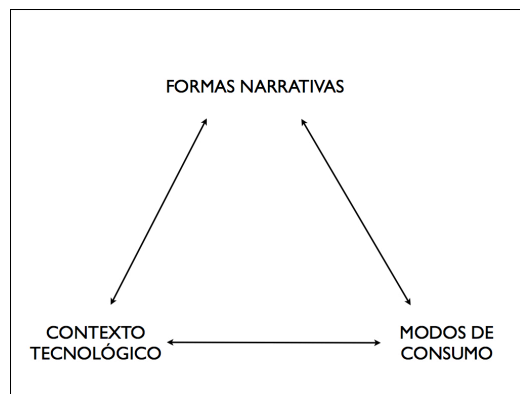 FORMAS NARRATIVAS
CONTEXTO
TECNOLÓGICO
MODOS DE
CONSUMO